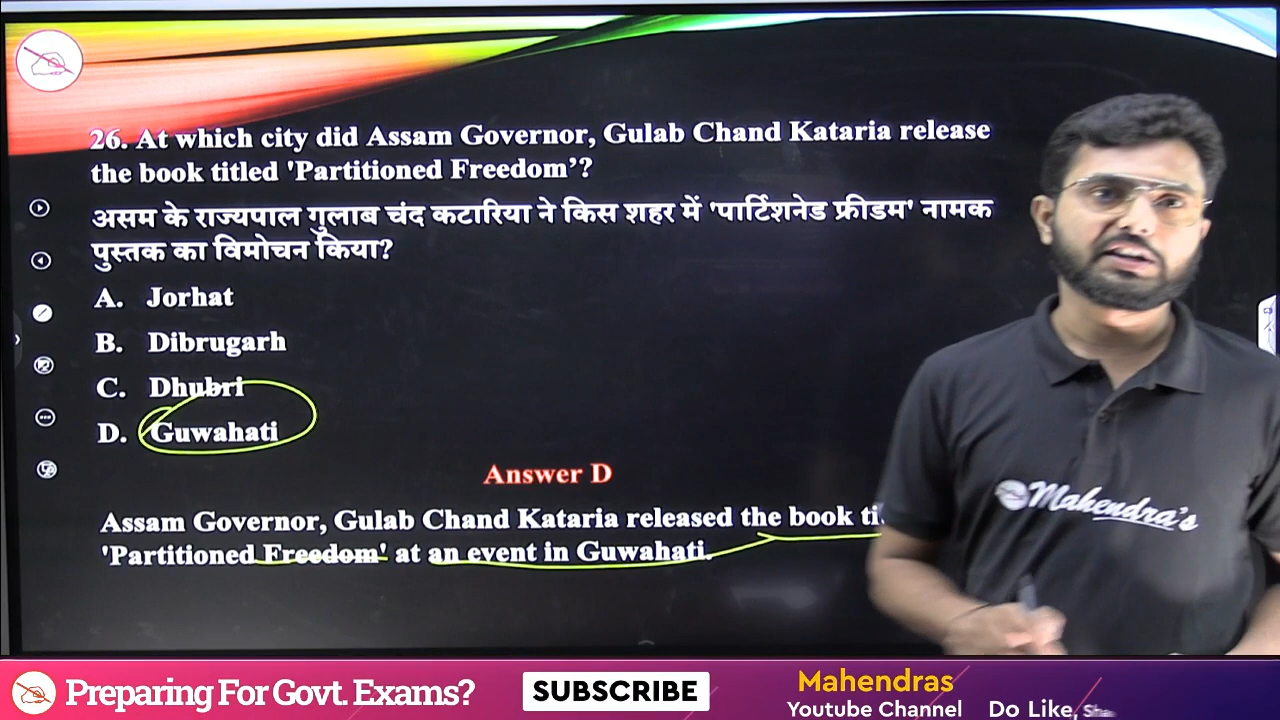 26. At which city did Assam Governor, Gulab Chand Kataria release
the book titled 'Partitioned Freedom’?
असम के राज्यपाल गुलाब चंद कटारिया ने किस शहर में 'पार्टिशनेड फ्रीडम' नामक
पुस्तक का विमोचन किया?
A. Jorhat
B. Dibrugarh
C. Dhubri
D. Guwahati
Answer D
Assam Governor, Gulab Chand Kataria released the book
'Partitioned Freedom' at an event in Guwahati.
Mahendra's
Preparing For Govt. Exams?
SUBSCRIBE
Mahendras
Youtube Channel Do Like,